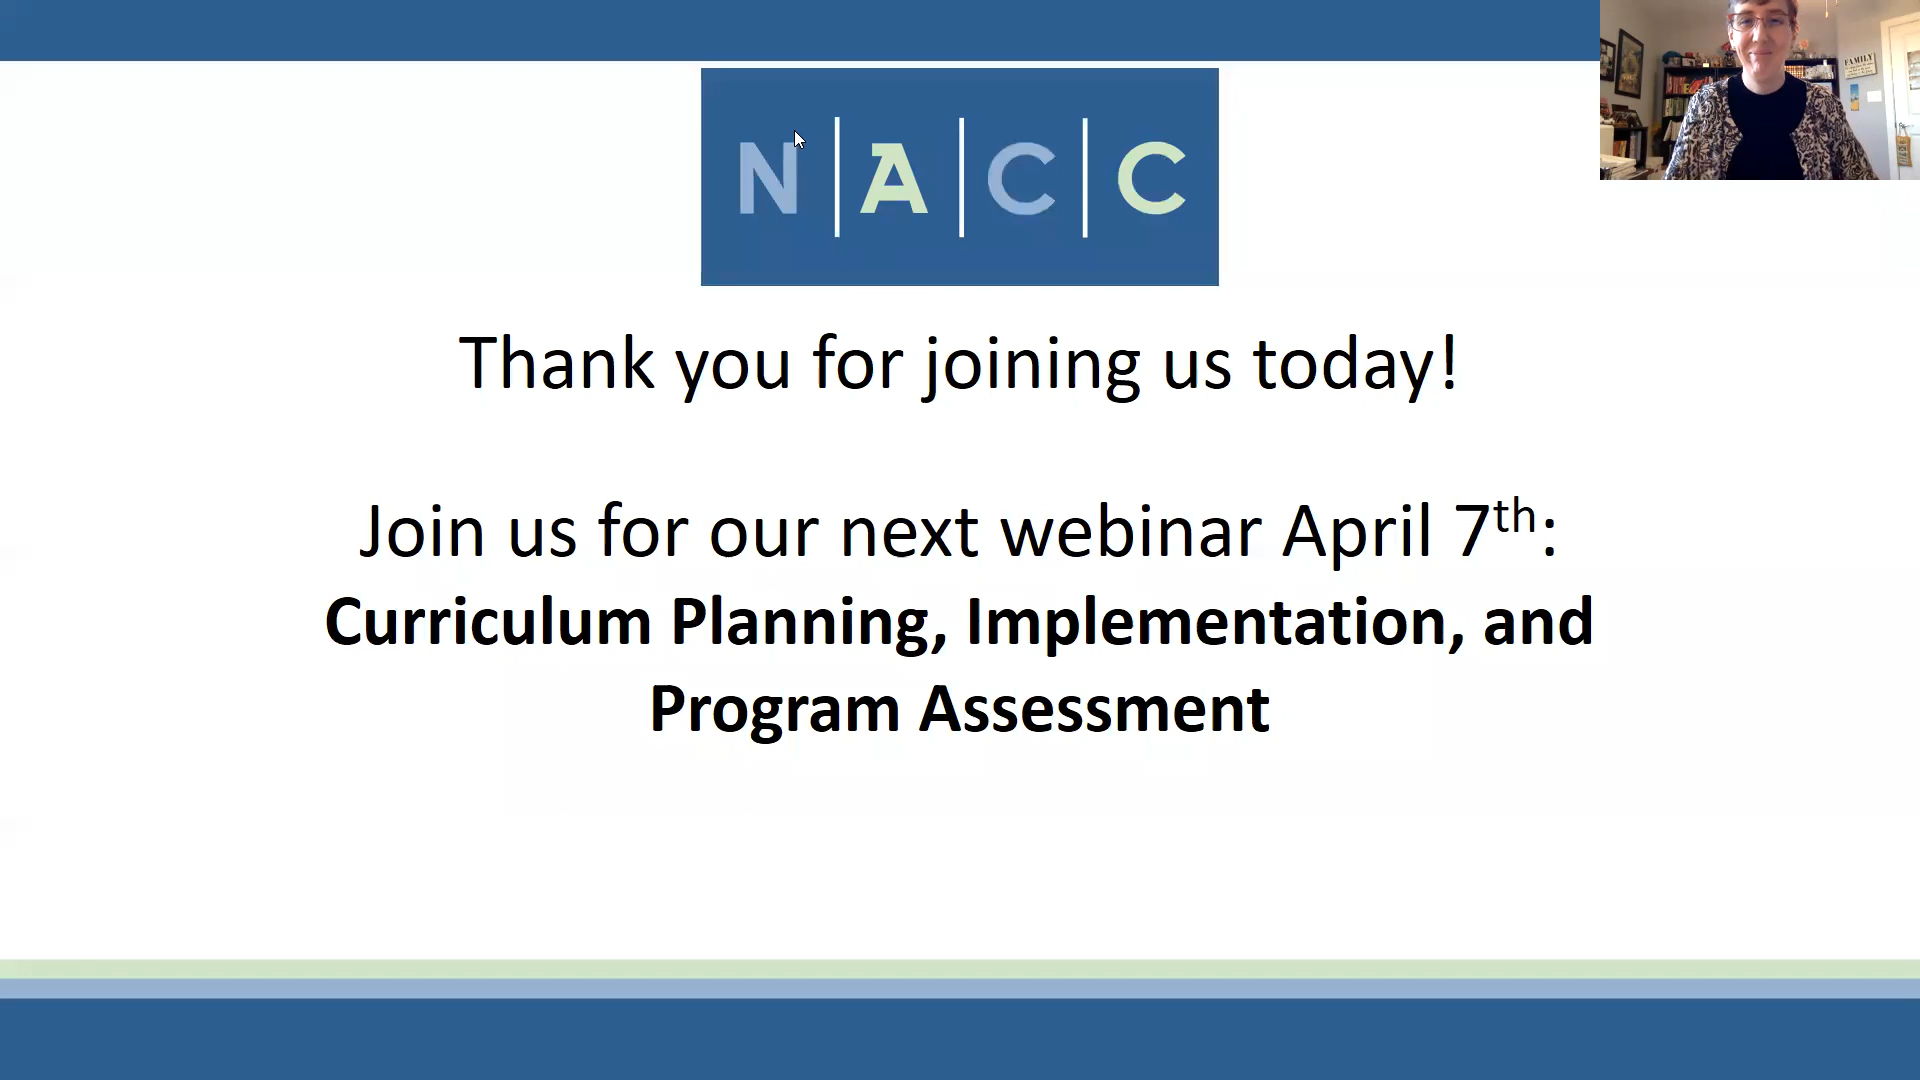 FAMILY
N | A | C | C
Thank you for joining us today!
Join us for our next webinar April 7th:
Curriculum Planning, Implementation, and
Program Assessment